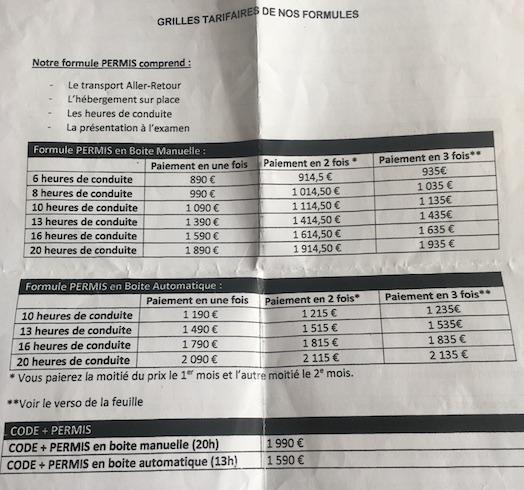 GRILLES TARIFAIRES DE NOS FORMULES
Notre formule PERMIS comprend :
- Le transport Aller-Retour
- L'hébergement sur place
- Les heures de conduite
- La présentation à l'examen
Formule PERMIS en Boite Manuelle :
Paiement en une fois Paiement en 2 fois * Paiement en 3 fois**
6 heures de conduite 890 € 914,5 € 935€
8 heures de conduite 990 € 1 014,50 € 1 035 €
10 heures de conduite 1 090 € 1 114,50 € 1 135€
13 heures de conduite 1 390 € 1 414,50 € 1 435€
16 heures de conduite 1 590 € 1 614,50 € 1 635 €
20 heures de conduite 1 890 € 1 914,50 € 1 935 €
Formule PERMIS en Boite Automatique :
Paiement en une fois Paiement en 2 fois* Paiement en 3 fois**
10 heures de conduite 1 190 € 1 215 € 1 235€
13 heures de conduite 1 490 € 1 515 € 1 535€
16 heures de conduite 1 790 € 1 815 € 1 835 €
20 heures de conduite 2 090 € 2 115 € 2 135 €
* Vous paierez la moitié du prix le 1er mois et l'autre moitié le 2e mois.
**Voir le verso de la feuille
CODE + PERMIS
CODE + PERMIS en boite manuelle (20h) 1 990 €
CODE + PERMIS en boite automatique (13h) 1 590 €